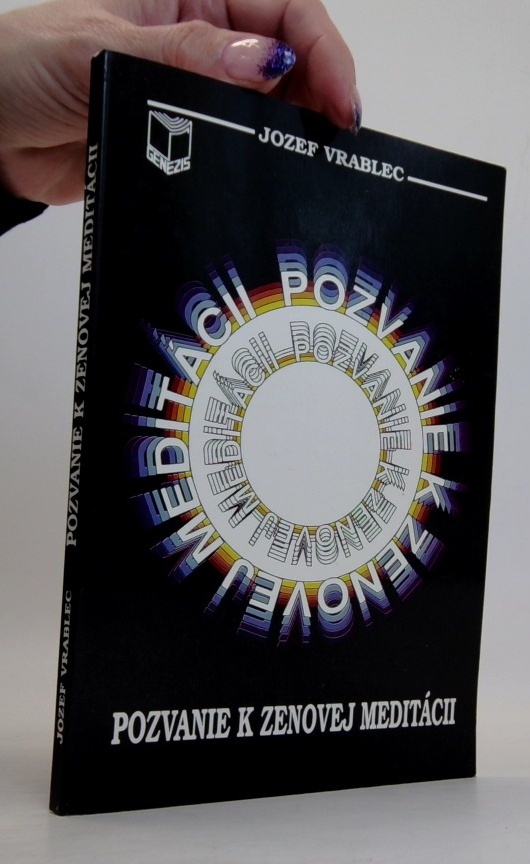 GENEZIS
JOZEF VRABLEC
POZVANIE K ZENOVEJ MEDITÁCII
POZVANIE K ZENOVEJ MEDITÁCII
POZVANIE K ZENOVEJ MEDITÁCII
JOZEF VRABLEC
POZVANIE K ZENOVEJ MEDITÁCII